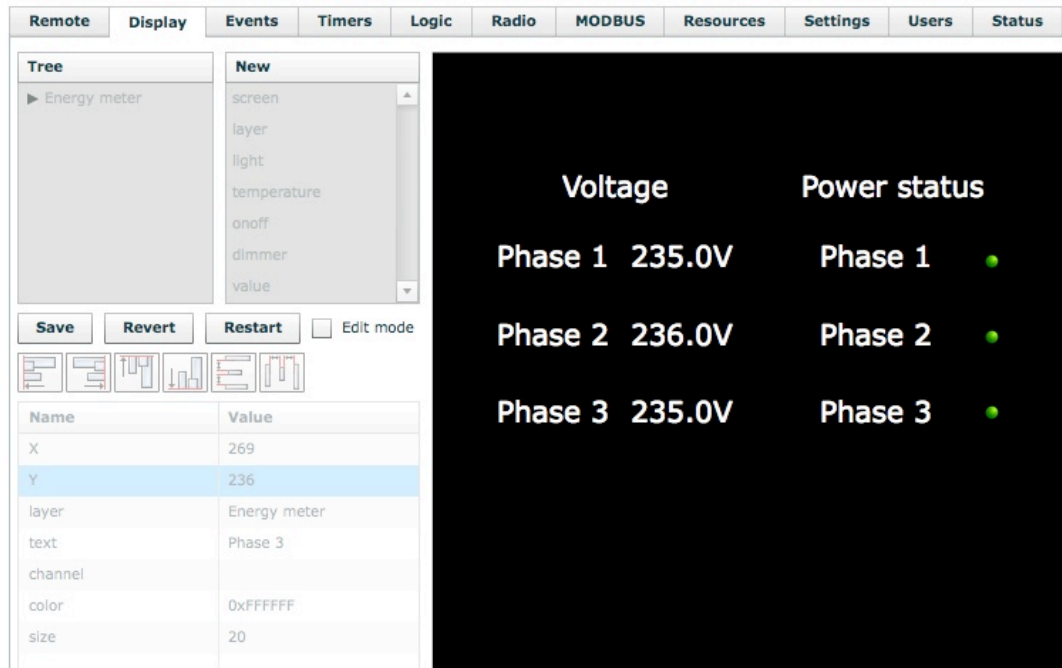 Remote Display Events Timers Logic Radio MODBUS Resources Settings Users Status
Tree
Energy meter
New
screen
layer
light
temperature
onoff
dimmer
value
Save Revert Restart Edit mode
Name Value
X 269
Y 236
layer Energy meter
text Phase 3
channel
color 0xFFFFFF
size 20
Voltage Power status
Phase 1 235.0V Phase 1
Phase 2 236.0V Phase 2
Phase 3 235.0V Phase 3